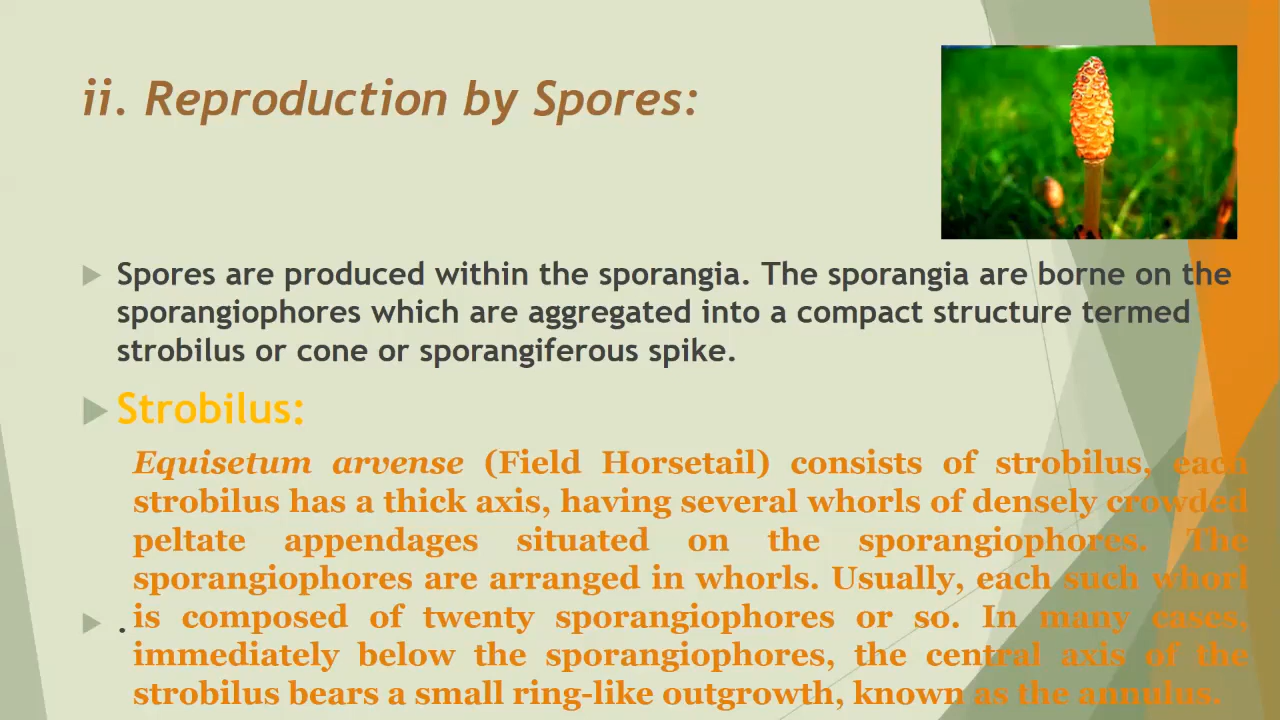 ii. Reproduction by Spores:
Spores are produced within the sporangia. The sporangia are borne on the
sporangiophores which are aggregated into a compact structure termed
strobilus or cone or sporangiferous spike.
Strobilus:
Equisetum arvense (Field Horsetail) consists of strobilus, each
strobilus has a thick axis, having several whorls of densely crowded
peltate appendages situated on the sporangiophores. The
sporangiophores are arranged in whorls. Usually, each such whorl
. is composed of twenty sporangiophores or so. In many cases,
immediately below the sporangiophores, the central axis of the
strobilus bears a small ring-like outgrowth, known as the annulus.